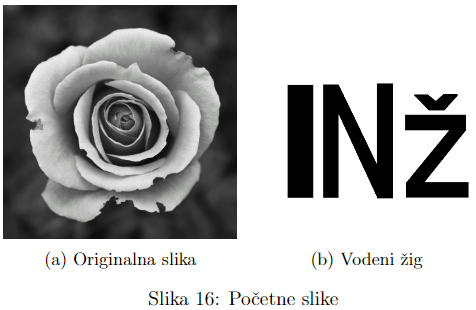 INž
(a) Originalna slika
(b) Vodeni žig
Slika 16: Početne slike